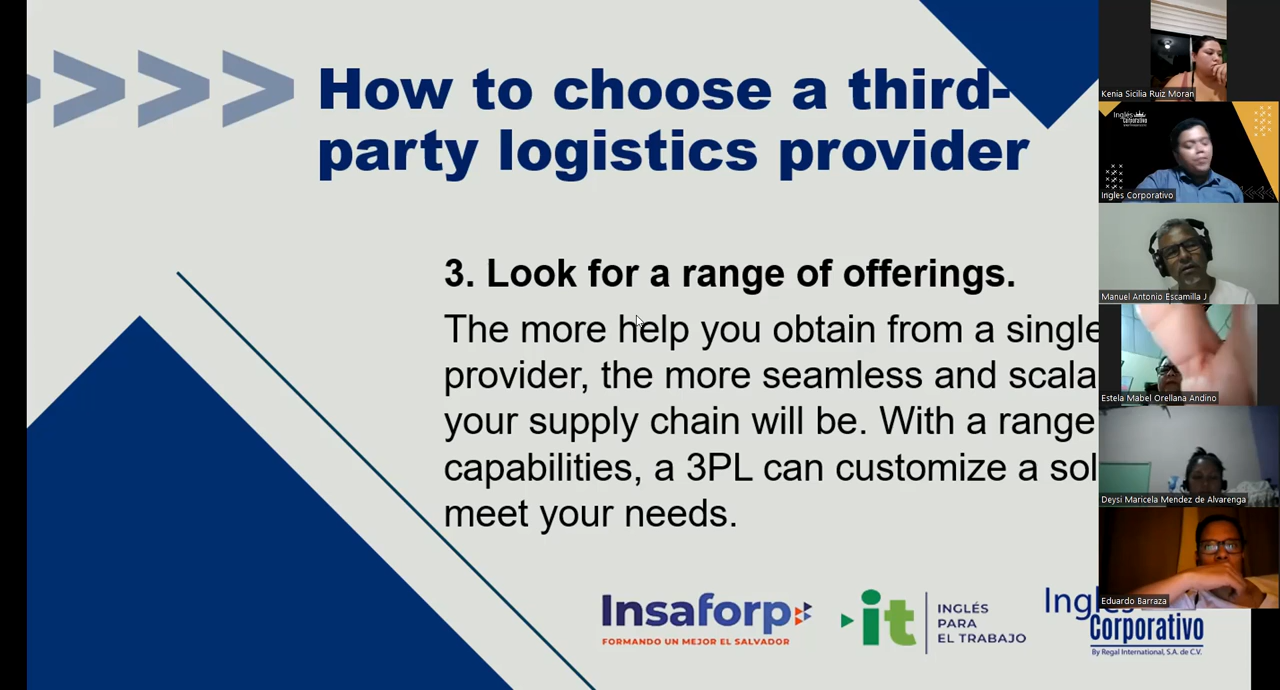 How to choose a third-
party logistics provider
3. Look for a range of offerings.
The more help you obtain from a single
provider, the more seamless and scala
your supply chain will be. With a range
capabilities, a 3PL can customize a sol
meet your needs.
Insaforp
FORMANDO UN MEJOR EL SALVADOR
it
INGLÉS
PARA
EL TRABAJO
Ingl
Corporativo
By Regal International, S.A. de C.V.
Kenia Sicilia Ruiz Moran
Inglés
Corporativo
Ingles Corporativo
Manuel Antonio Escamilla J
Estela Mabel Orellana Andino
Deysi Maricela Mendez de Alvarenga
Eduardo Barraza